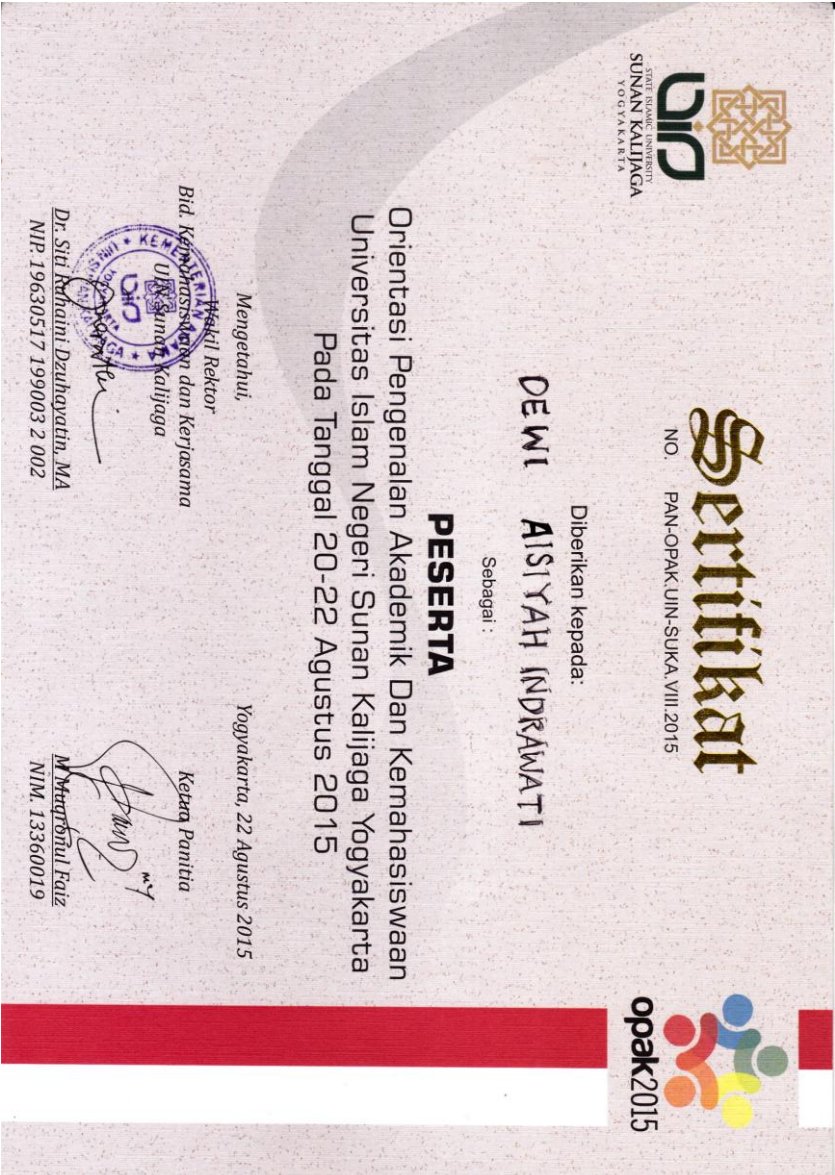 STATE ISLAMIC UNIVERSITY
SUNAN KALIJAGA
YOGYAKARTA
Sertifikat
NO. PAN-OPAK.UIN-SUKA.VIII.2015
opak2015
Diberikan kepada:
DEWI AISIYAH INDRAWATI
Sebagai :
PESERTA
Orientasi Pengenalan Akademik Dan Kemahasiswaan
Universitas Islam Negeri Sunan Kalijaga Yogyakarta
Pada Tanggal 20-22 Agustus 2015
Mengetahui,
Wakil Rektor
Bid. Kemahasiswaan dan Kerjasama
UIN Sunan Kalijaga
Dr. Siti Ruhaini Dzuhayatin, MA
NIP. 19630517 199003 2 002
Yogyakarta, 22 Agustus 2015
Ketua Panitia
M Muqronul Faiz
NIM. 13360019